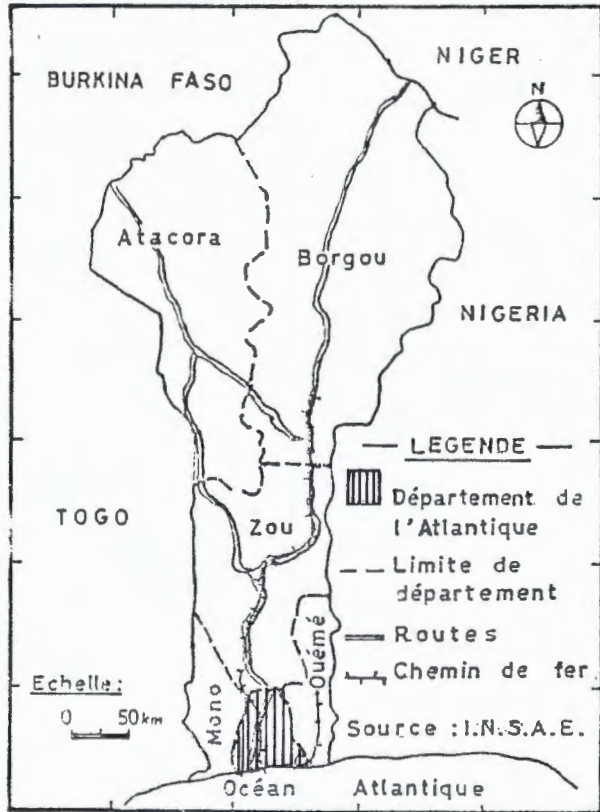 NIGER
BURKINA FASO
N
Atacora
Borgou
NIGERIA
LEGENDE
Département de
l'Atlantique
TOGO
Zou
Limite de
département
Ouémé
Routes
Chemin de fer
Echelle:
0 50km
Mono
Source : I.N.S.A.E.
Océan Atlantique